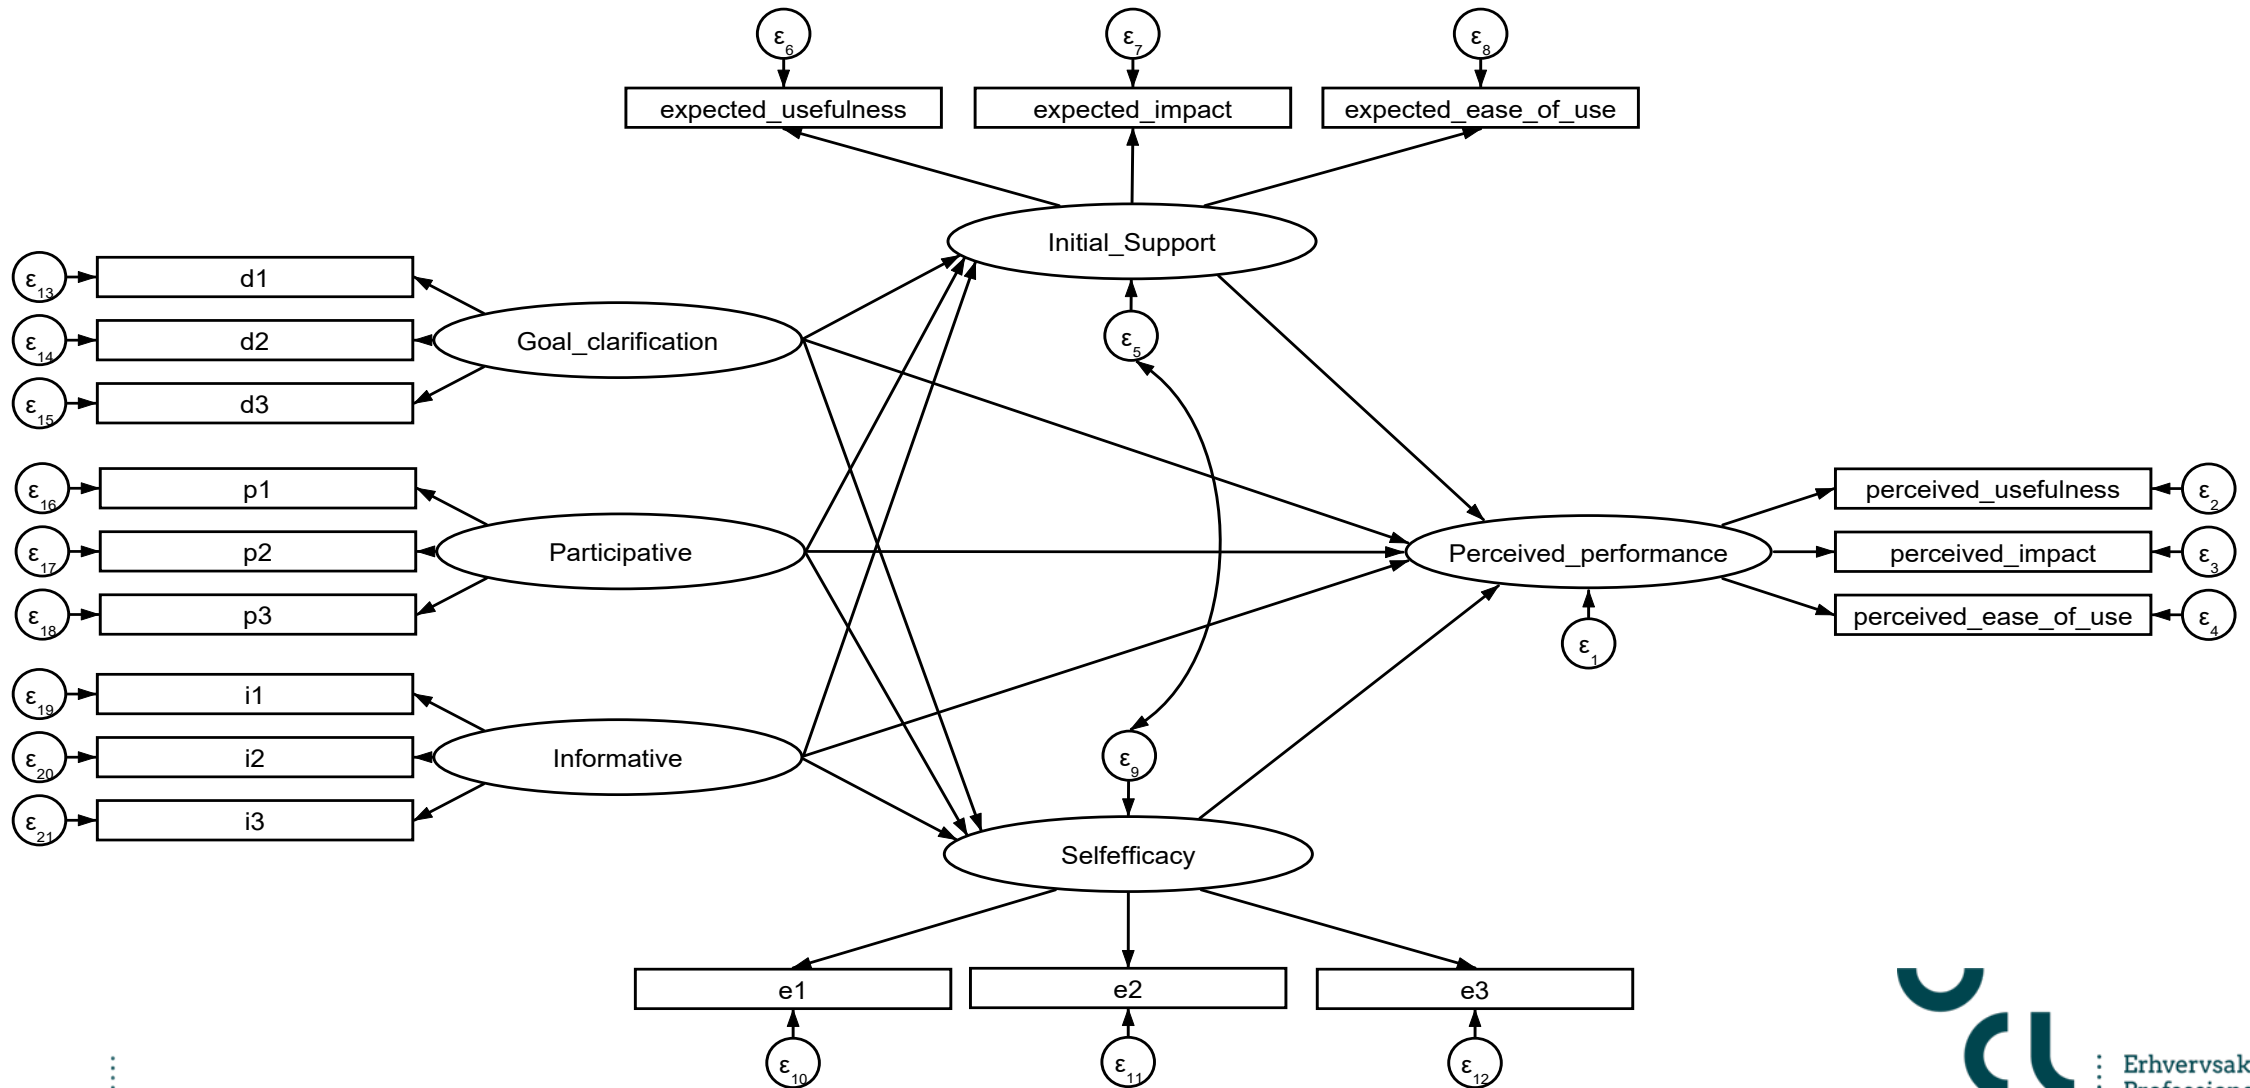 ε6
ε7
ε8
expected_usefulness
expected_impact
expected_ease_of_use
Initial_Support
ε13
d1
ε14
d2
Goal_clarification
ε5
ε15
d3
ε16
p1
perceived_usefulness
ε2
ε17
p2
Participative
Perceived_performance
perceived_impact
ε3
ε18
p3
perceived_ease_of_use
ε4
ε1
ε19
i1
ε20
i2
Informative
ε9
ε21
i3
Selfefficacy
e1
e2
e3
ε10
ε11
ε12
UCL
Erhvervsak